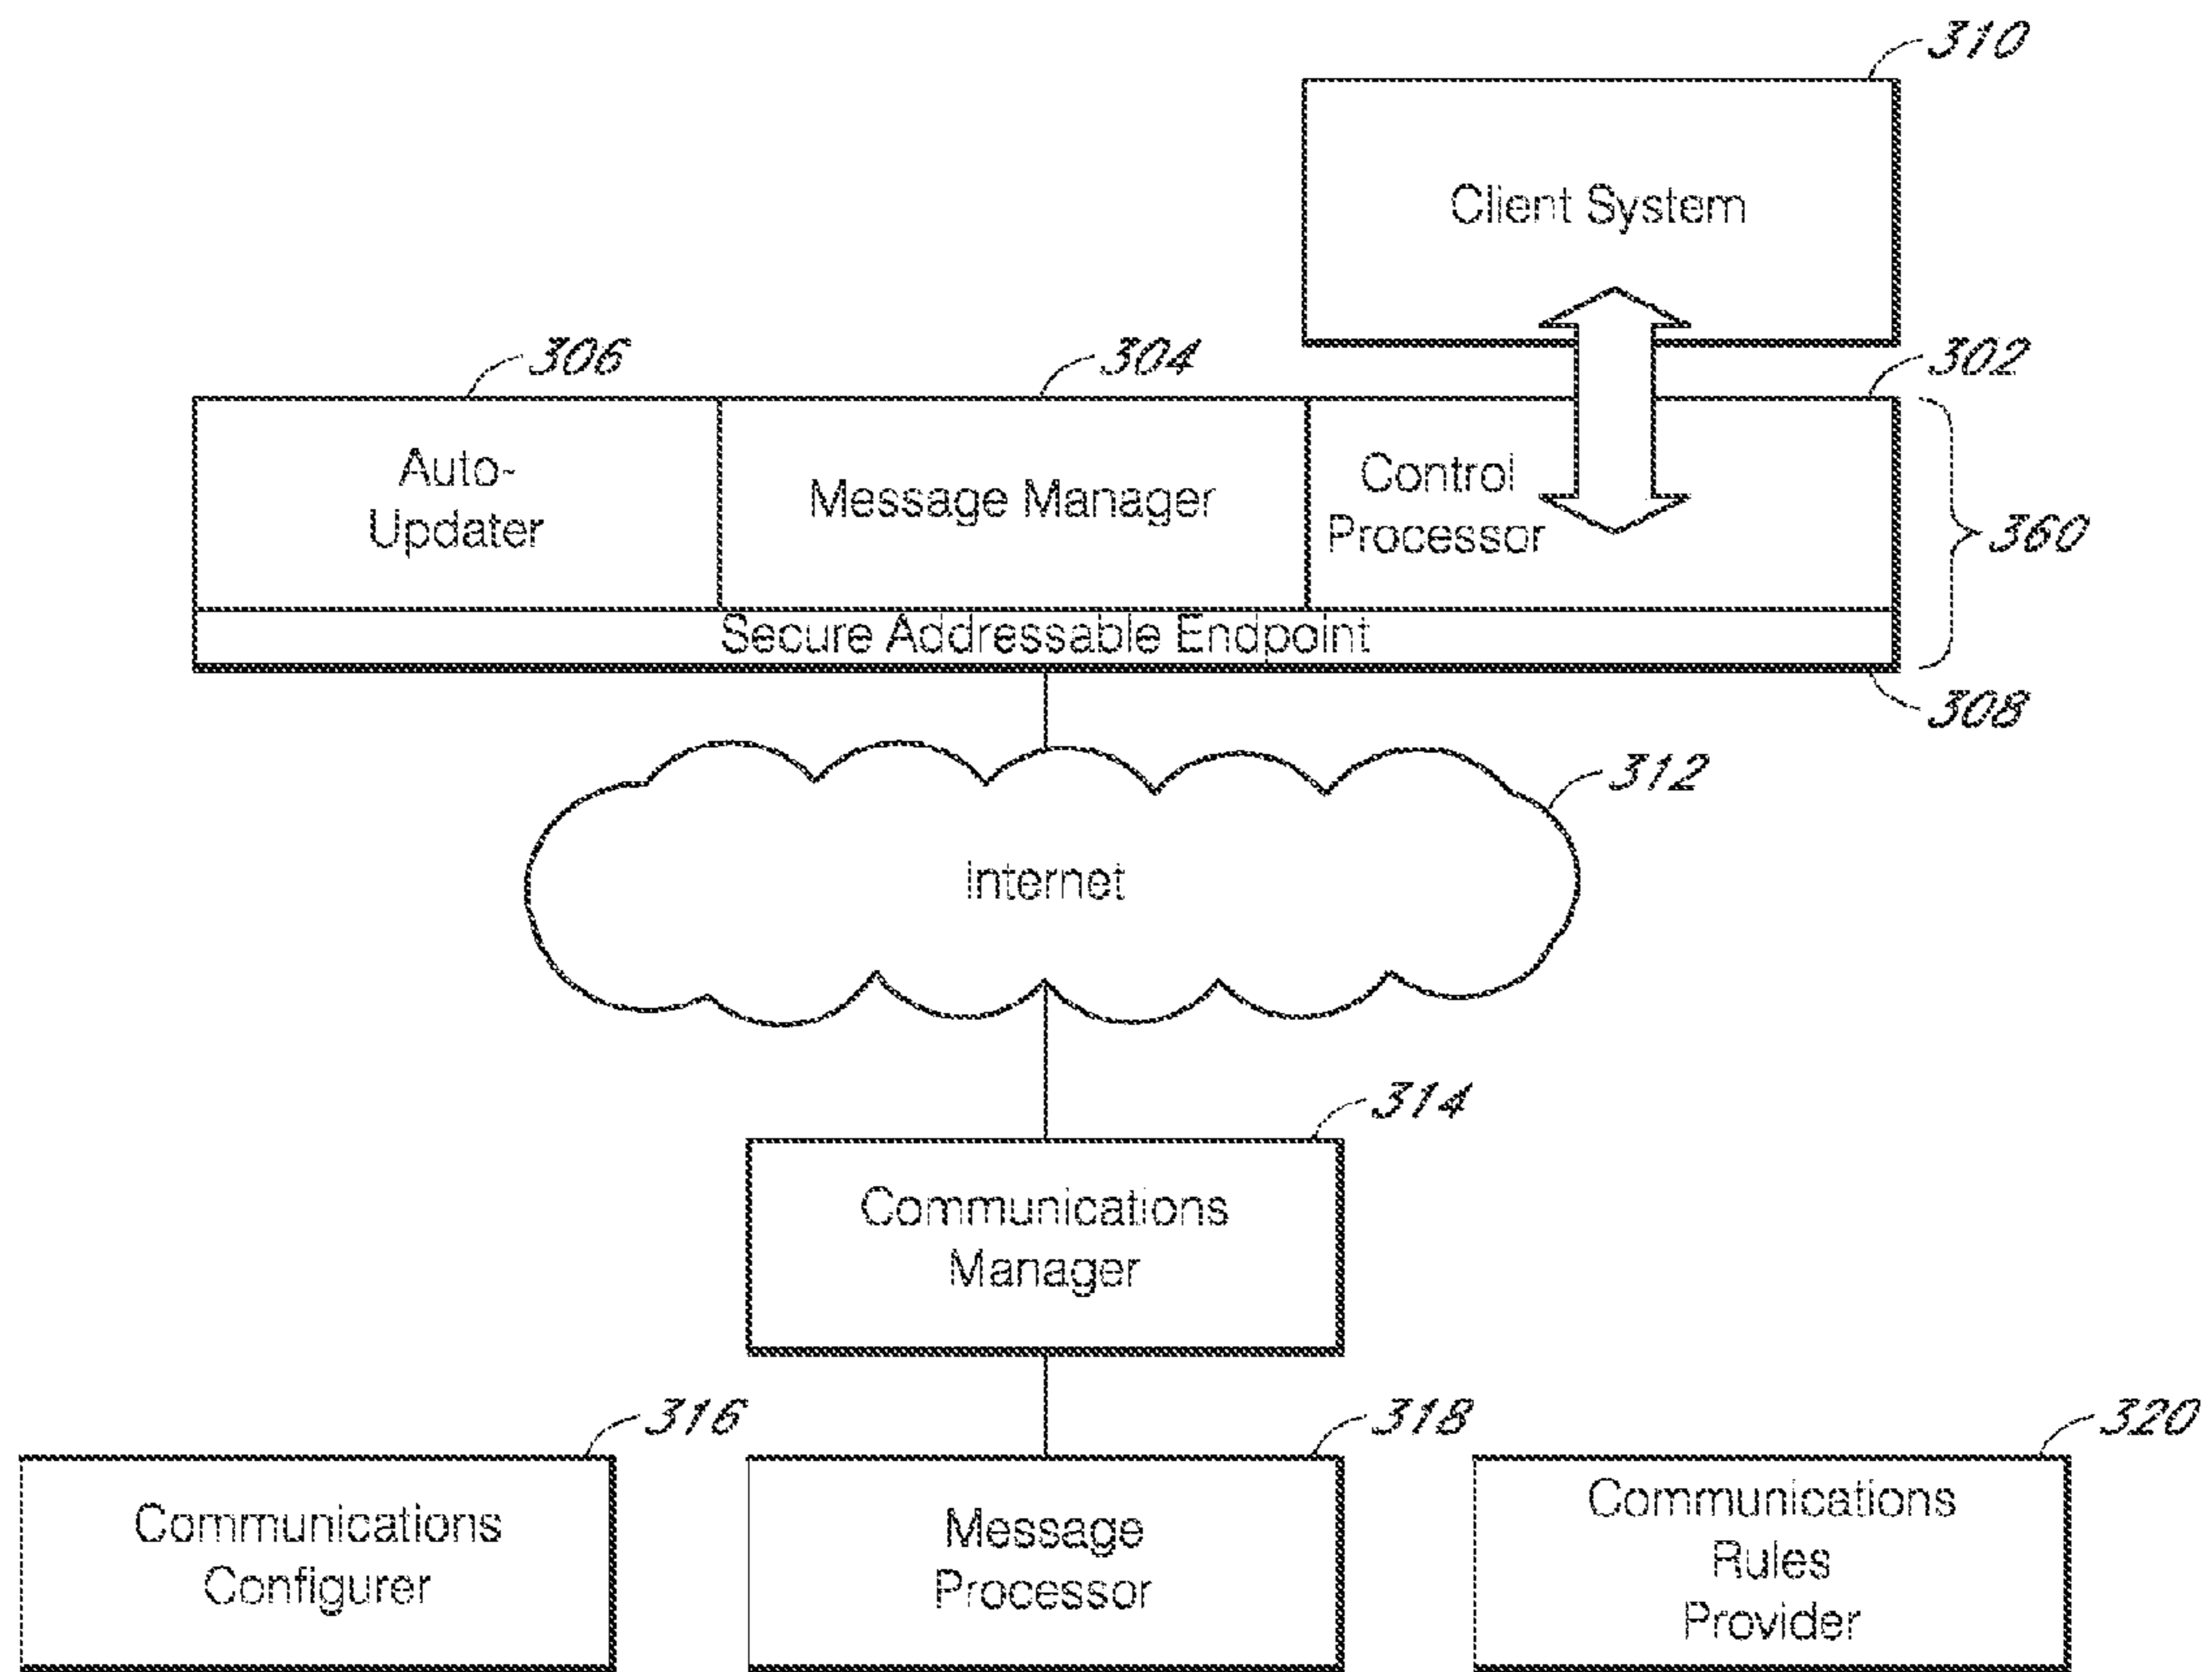 310
Client System
306
304
302
Auto-
Updater
Message Manager
Control
Processor
360
Secure Addressable Endpoint
308
312
Internet
314
Communications
Manager
316
318
320
Communications
Configurer
Message
Processor
Communications
Rules
Provider